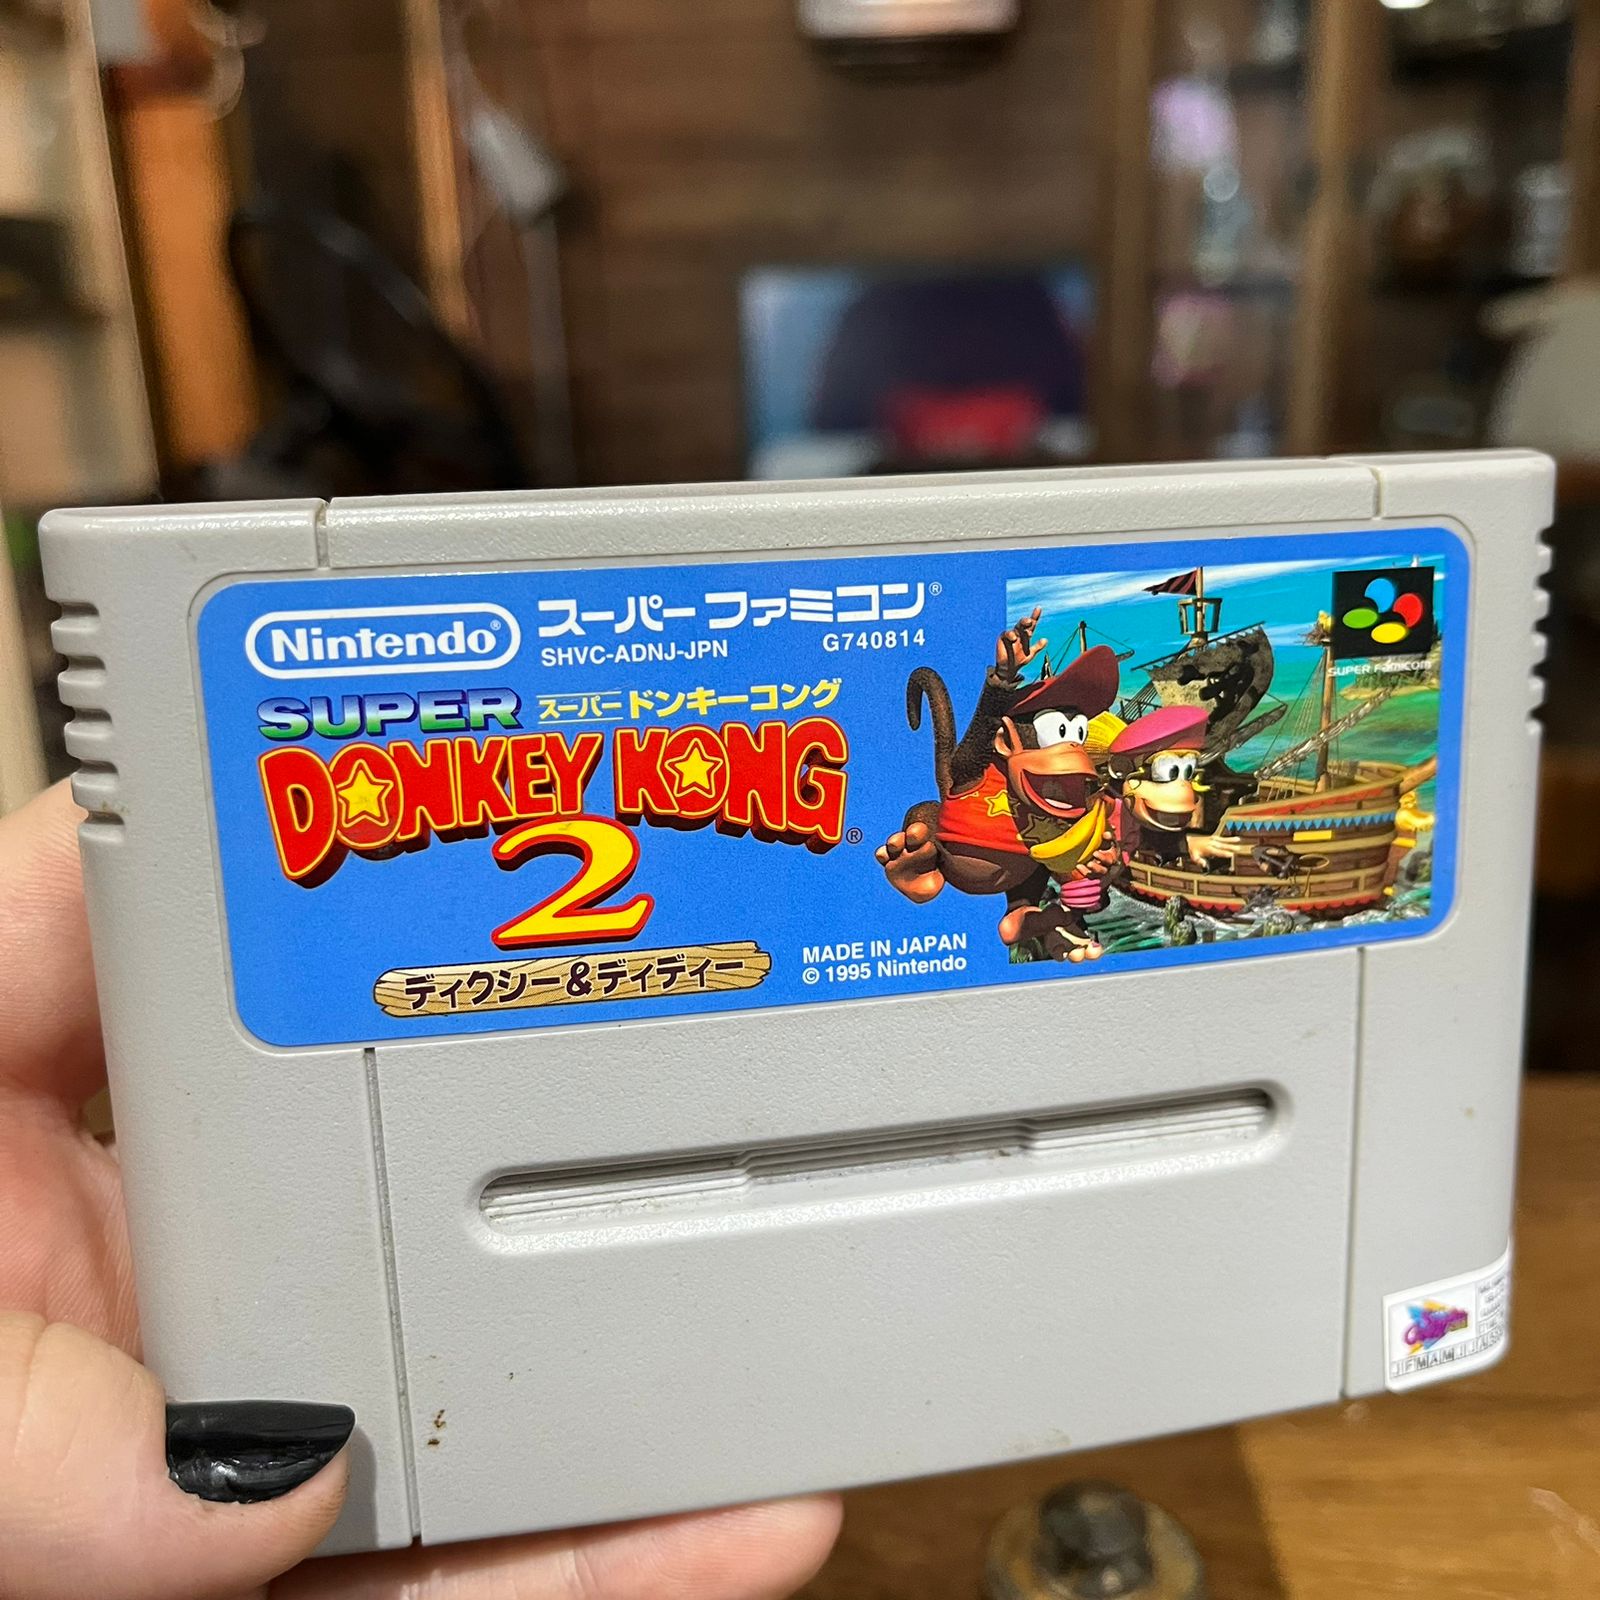 Nintendo®
スーパーファミコン®
SHVC-ADNJ-JPN
G740814
SUPER FAMICOM
SUPER スーパードンキーコング
DONKEY KONG®
2
ディクシー&ディディー
MADE IN JAPAN
© 1995 Nintendo
J F M A M J J A S